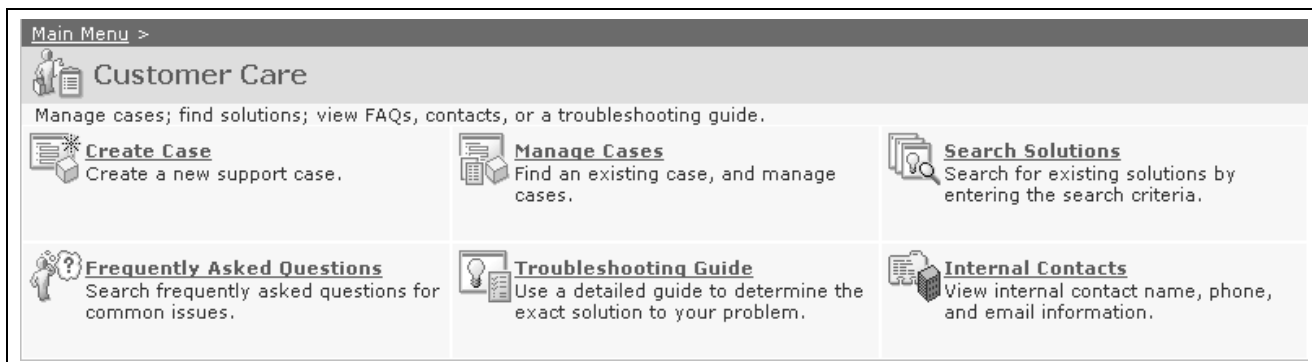 Main Menu >
Customer Care
Manage cases; find solutions; view FAQs, contacts, or a troubleshooting guide.
Create Case
Create a new support case.
Manage Cases
Find an existing case, and manage
cases.
Search Solutions
Search for existing solutions by
entering the search criteria.
Frequently Asked Questions
Search frequently asked questions for
common issues.
Troubleshooting Guide
Use a detailed guide to determine the
exact solution to your problem.
Internal Contacts
View internal contact name, phone,
and email information.